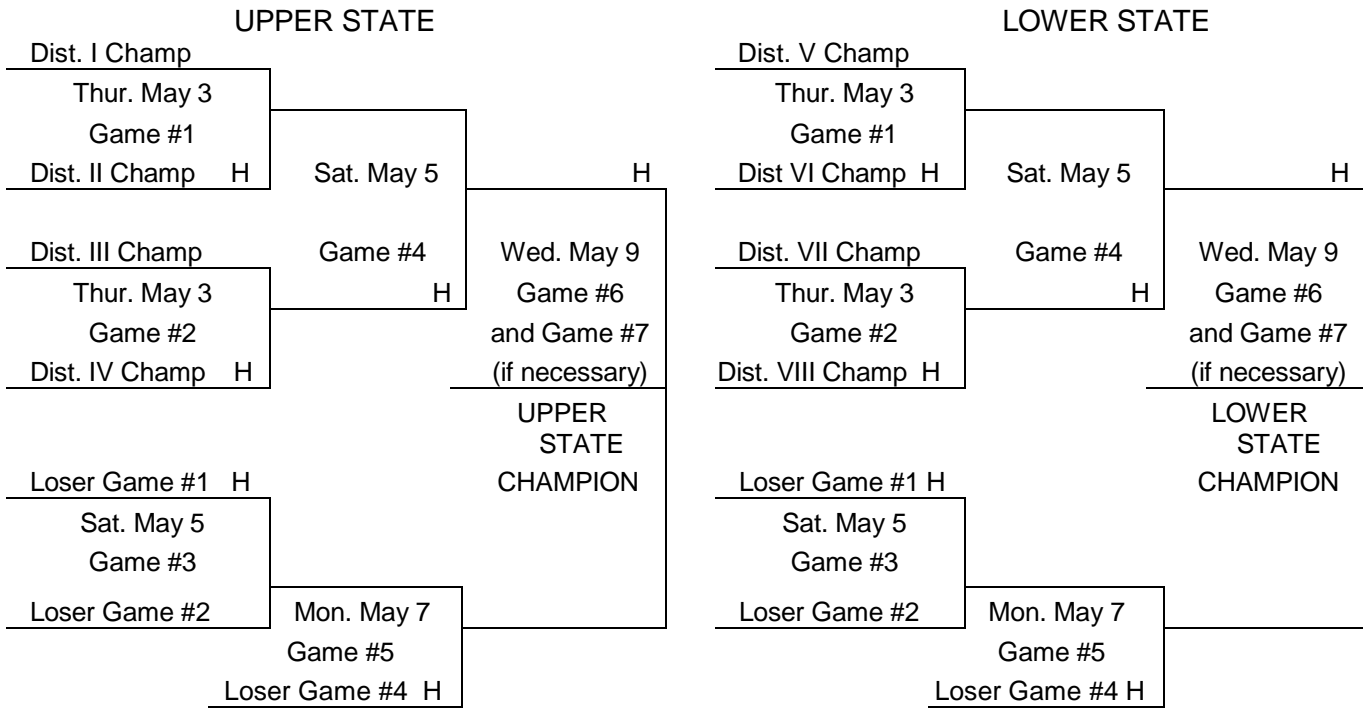 UPPER STATE
Dist. I Champ
Thur. May 3
Game #1
Dist. II Champ H
Sat. May 5
H
Dist. III Champ
Game #4
Wed. May 9
Thur. May 3
H
Game #6
Game #2
and Game #7
Dist. IV Champ H
(if necessary)
UPPER
STATE
Loser Game #1 H
CHAMPION
Sat. May 5
Game #3
Loser Game #2
Mon. May 7
Game #5
Loser Game #4 H
LOWER STATE
Dist. V Champ
Thur. May 3
Game #1
Dist VI Champ H
Sat. May 5
H
Dist. VII Champ
Game #4
Wed. May 9
Thur. May 3
H
Game #6
Game #2
and Game #7
Dist. VIII Champ H
(if necessary)
LOWER
STATE
Loser Game #1 H
CHAMPION
Sat. May 5
Game #3
Loser Game #2
Mon. May 7
Game #5
Loser Game #4 H